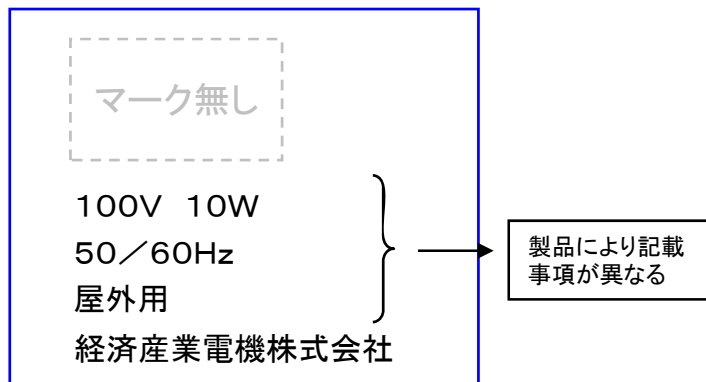 マーク無し
100V 10W
50／60Hz
屋外用
経済産業電機株式会社
製品により記載
事項が異なる